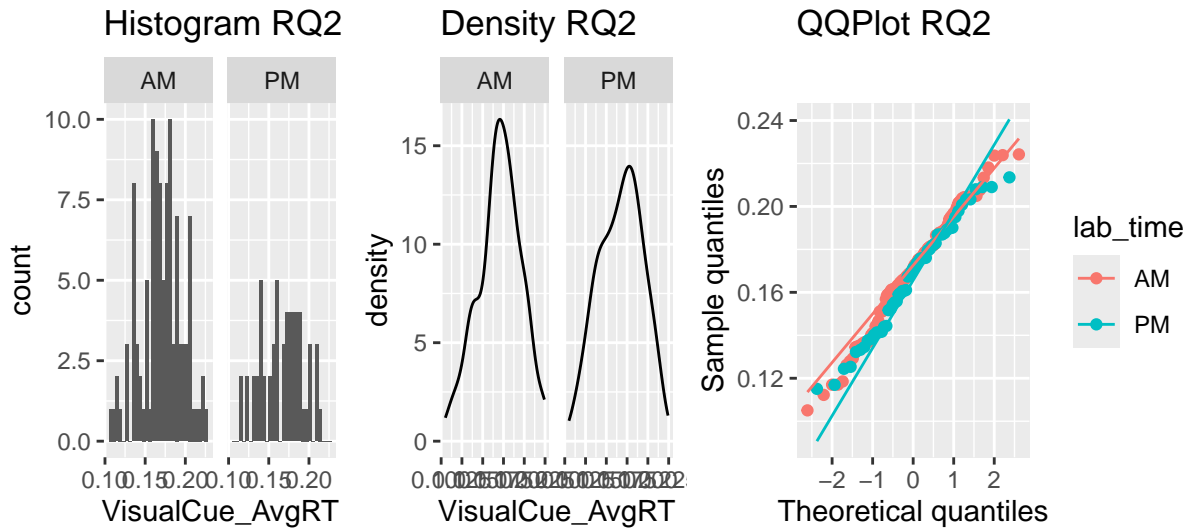 Histogram RQ2
AM
PM
10.0
7.5
5.0
2.5
0.0
count
0.10
0.15
0.20
0.10
0.15
0.20
VisualCue_AvgRT
Density RQ2
AM
PM
15
10
5
0
density
VisualCue_AvgRT
QQPlot RQ2
0.24
0.20
0.16
0.12
Sample quantiles
−2
−1
0
1
2
Theoretical quantiles
lab_time
AM
PM